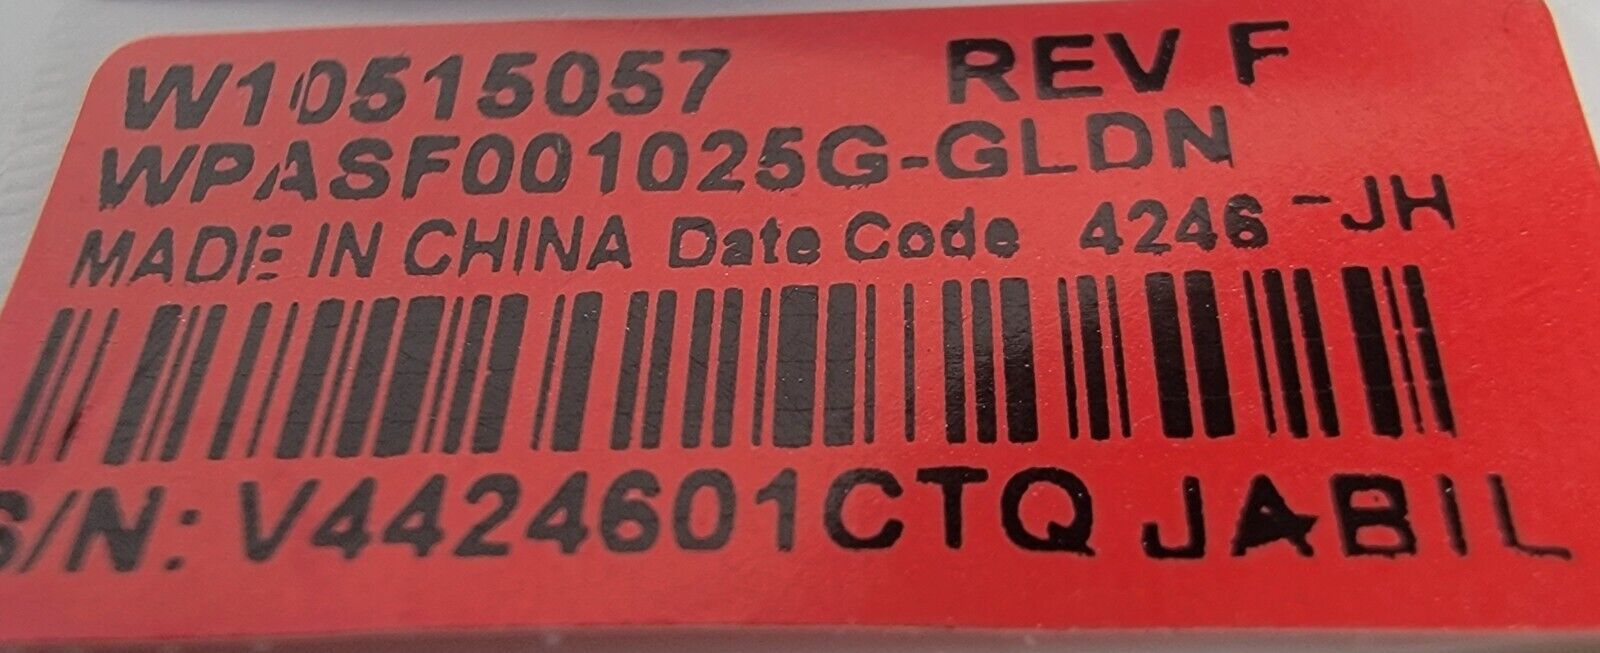 W10515057 REV F
WPASF001025G-GLDN
MADE IN CHINA Date Code 4246 -JH
S/N: V4424601CTQ JABIL